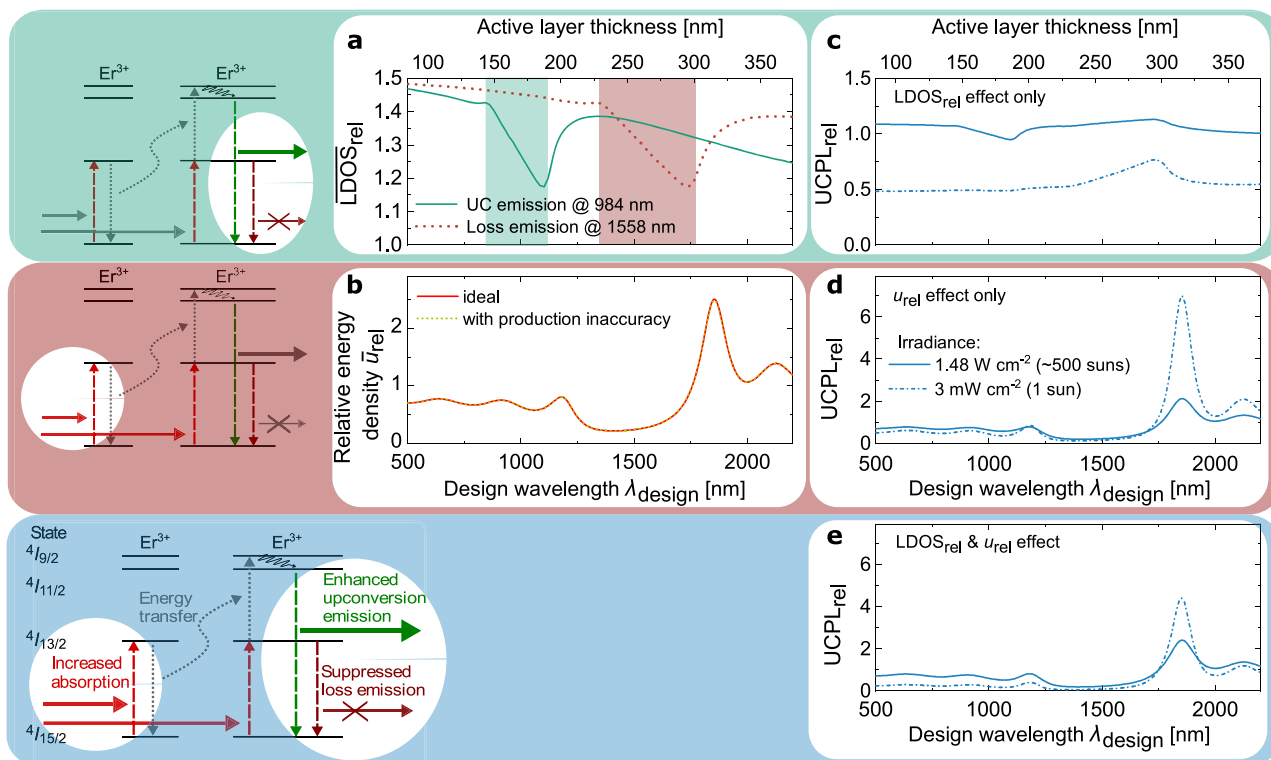 Er3+
Er3+
a
Active layer thickness [nm]
100 150 200 250 300 350
1.5
1.4
1.3
1.2
1.1
1.0
LDOSrel
UC emission @ 984 nm
Loss emission @ 1558 nm
c
Active layer thickness [nm]
100 150 200 250 300 350
1.5
1.0
0.5
0.0
UCPLrel
LDOSrel effect only
Er3+
Er3+
b
ideal
with production inaccuracy
Relative energy
density ūrel
2
1
0
500 1000 1500 2000
Design wavelength λdesign [nm]
d
urel effect only
Irradiance:
1.48 W cm-2 (~500 suns)
3 mW cm-2 (1 sun)
UCPLrel
8
6
4
2
0
500 1000 1500 2000
Design wavelength λdesign [nm]
State
Er3+
Er3+
4I9/2
4I11/2
4I13/2
4I15/2
Energy
transfer
Enhanced
upconversion
emission
Increased
absorption
Suppressed
loss emission
e
LDOSrel & urel effect
UCPLrel
6
4
2
0
500 1000 1500 2000
Design wavelength λdesign [nm]